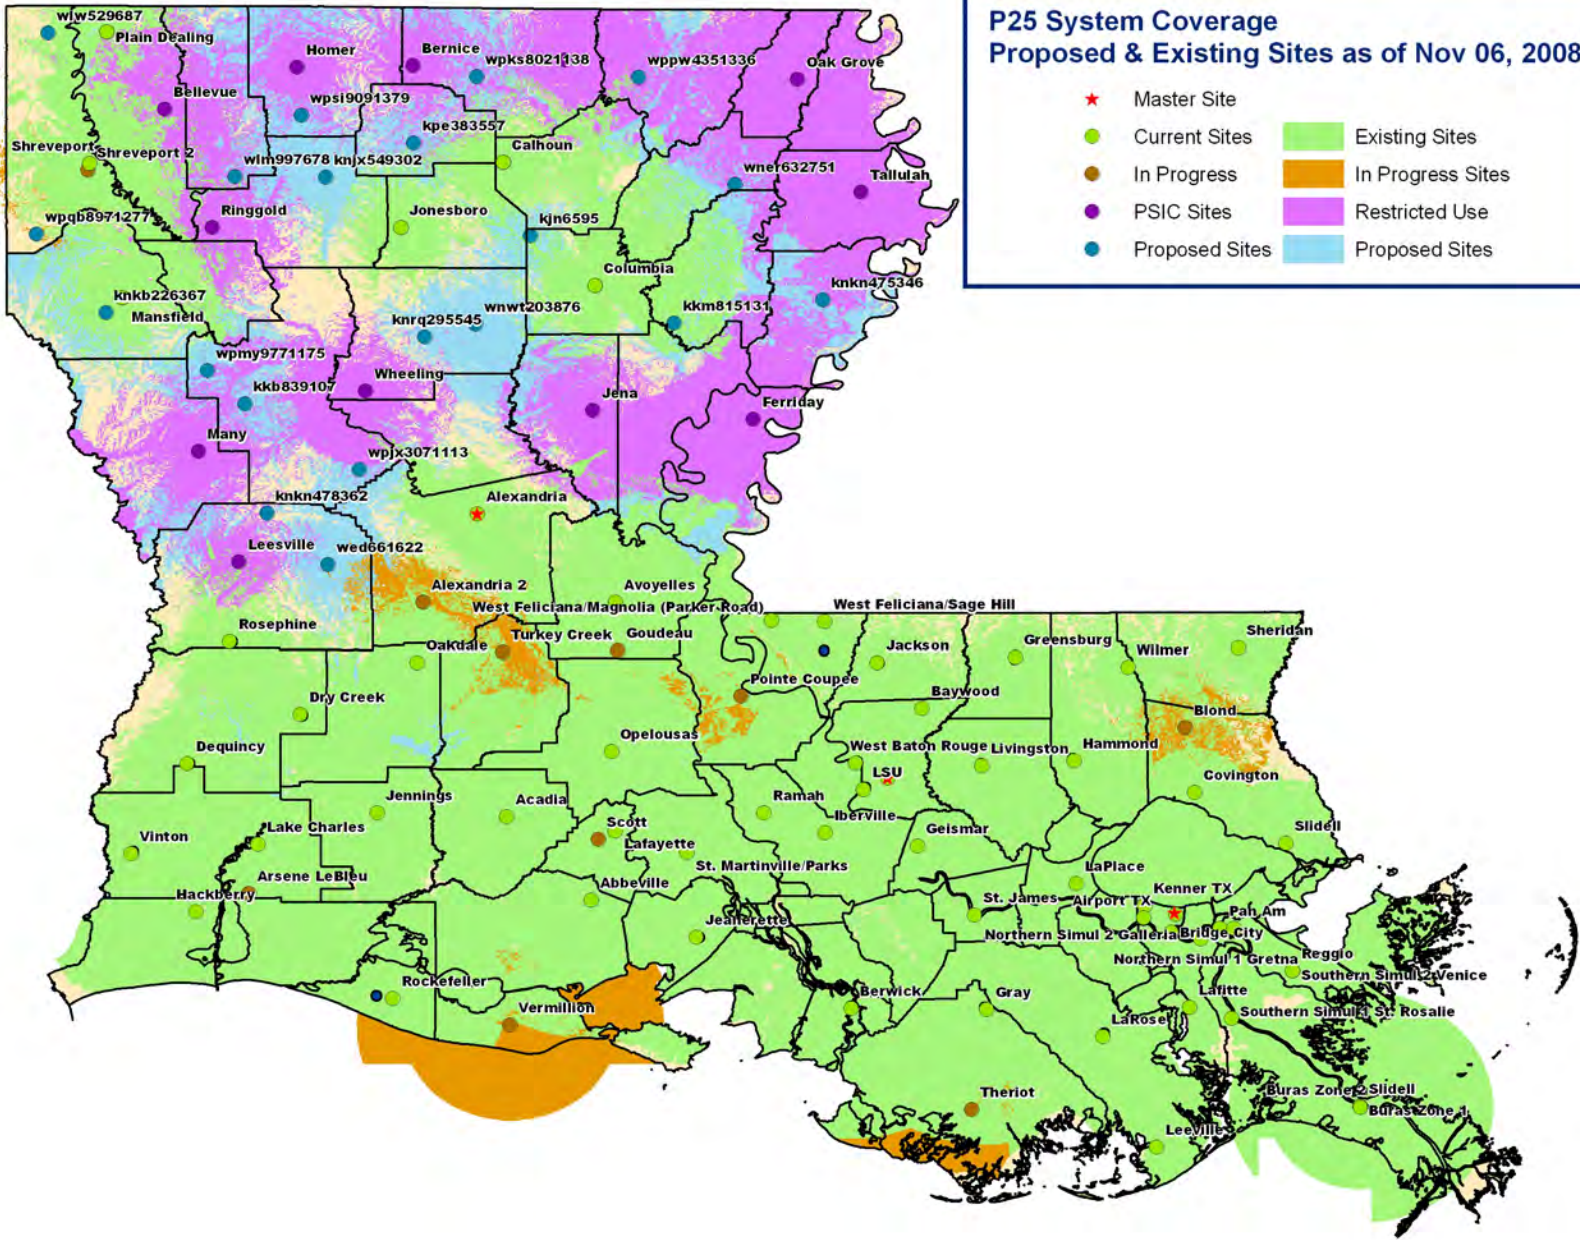 P25 System Coverage
Proposed & Existing Sites as of Nov 06, 2008
Master Site
Current Sites
Existing Sites
In Progress
In Progress Sites
PSIC Sites
Restricted Use
Proposed Sites
Proposed Sites
wiw529687
Plain Dealing
Homer
Bernice
wpks8021138
wppw4351336
Oak Grove
Bellevue
wpsi9091379
kpe383557
Shreveport
Shreveport 2
Calhoun
wlm997678
knjx549302
wner632751
Tallulah
wpqb8971277
Ringgold
Jonesboro
kjn6595
Columbia
knkn475346
knkb226367
Mansfield
knrq295545
wnwt203876
kkm815131
wpmy9771175
kkb839107
Wheeling
Jena
Ferriday
Many
wpjx3071113
knkn478362
Alexandria
Leesville
wed661622
Alexandria 2
Avoyelles
West Feliciana/Magnolia (Parker Road)
West Feliciana/Sage Hill
Rosephine
Oakdale
Turkey Creek
Goudeau
Jackson
Greensburg
Wilmer
Sheridan
Pointe Coupee
Baywood
Dry Creek
Blond
Dequincy
Opelousas
West Baton Rouge
Livingston
Hammond
LSU
Covington
Jennings
Acadia
Ramah
Iberville
Vinton
Lake Charles
Scott
Lafayette
Geismar
Slidell
Arsene LeBleu
St. Martinville/Parks
LaPlace
Hackberry
Abbeville
Kenner TX
St. James
Airport TX
Pan Am
Jeanerette
Northern Simul 2 Galleria
Bridge City
Northern Simul 1 Gretna
Reggio
Southern Simul 2 Venice
Rockefeller
Vermillion
Berwick
Gray
Lafitte
LaRose
Southern Simul 1 St. Rosalie
Theriot
Buras Zone 2
Slidell
Buras Zone 1
Leeville